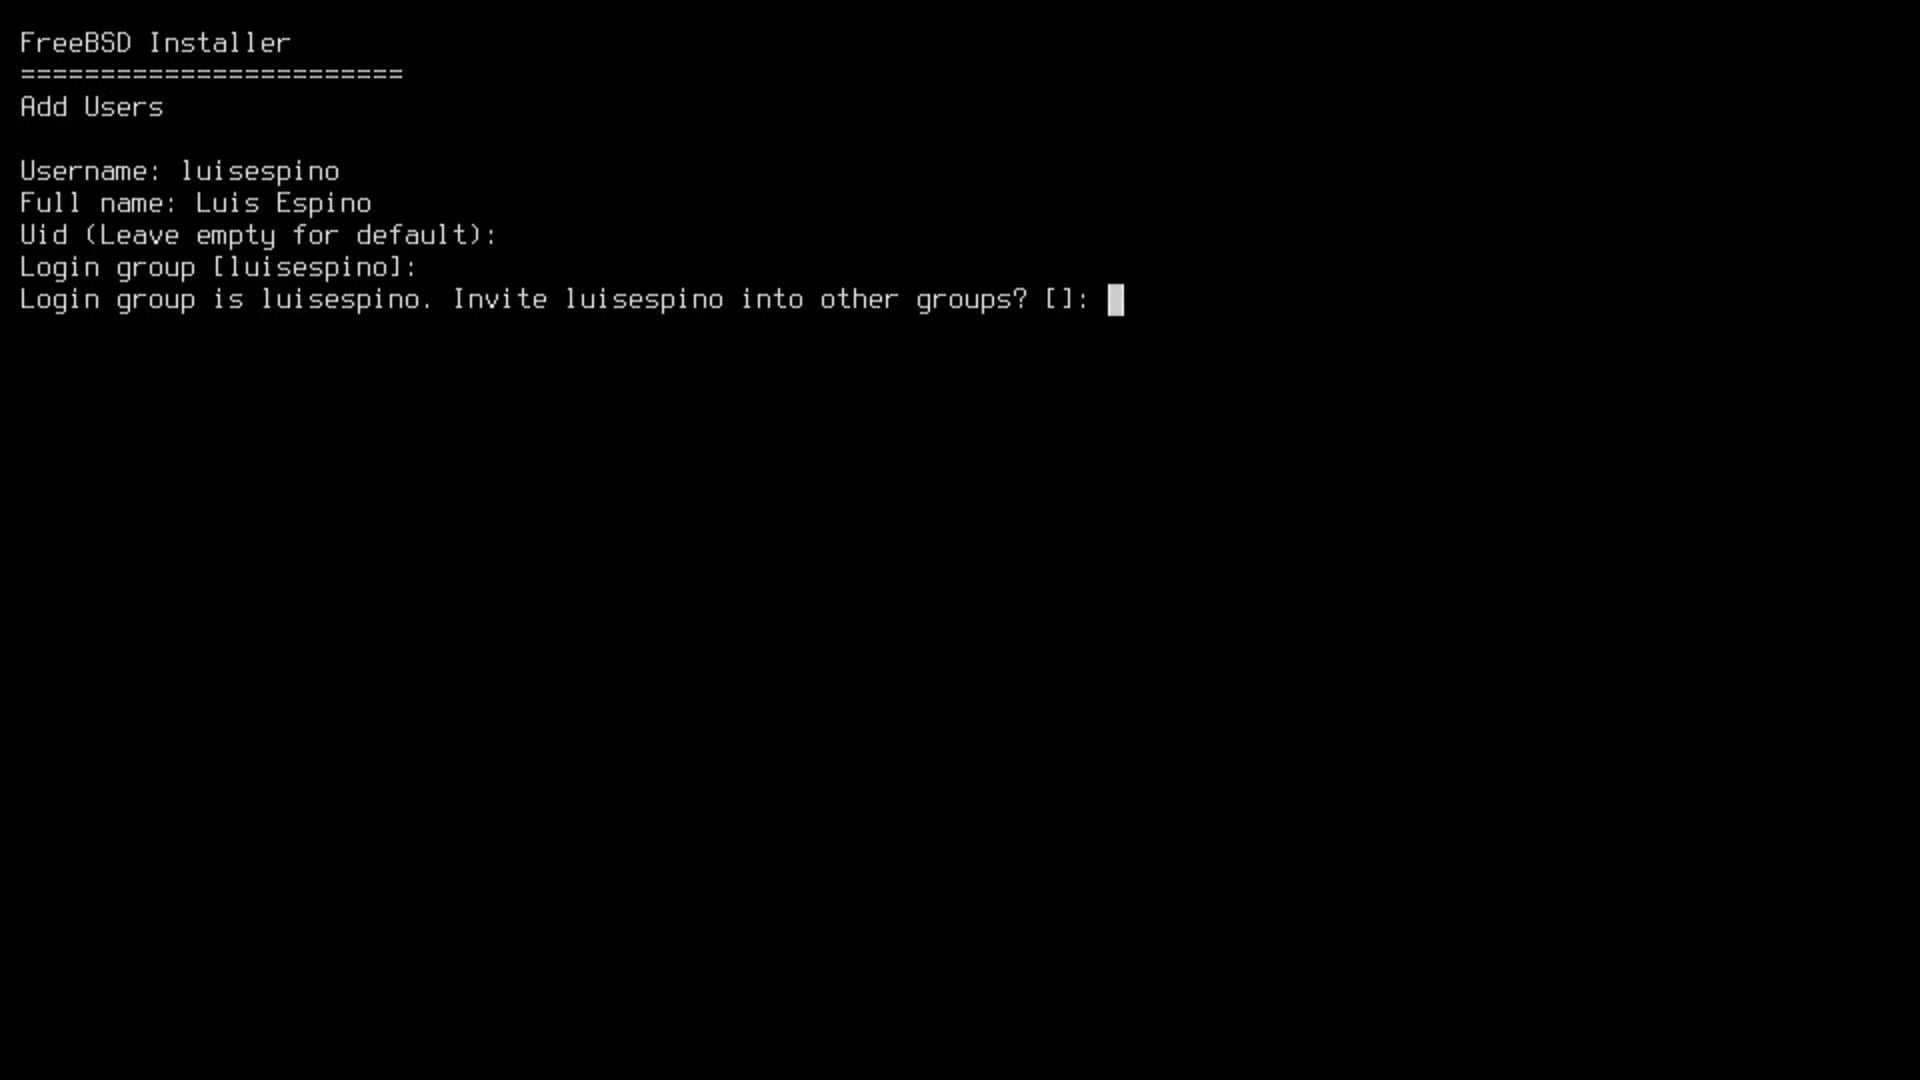 FreeBSD Installer
========================
Add Users
Username: luisespino
Full name: Luis Espino
Uid (Leave empty for default):
Login group [luisespino]:
Login group is luisespino. Invite luisespino into other groups? []: